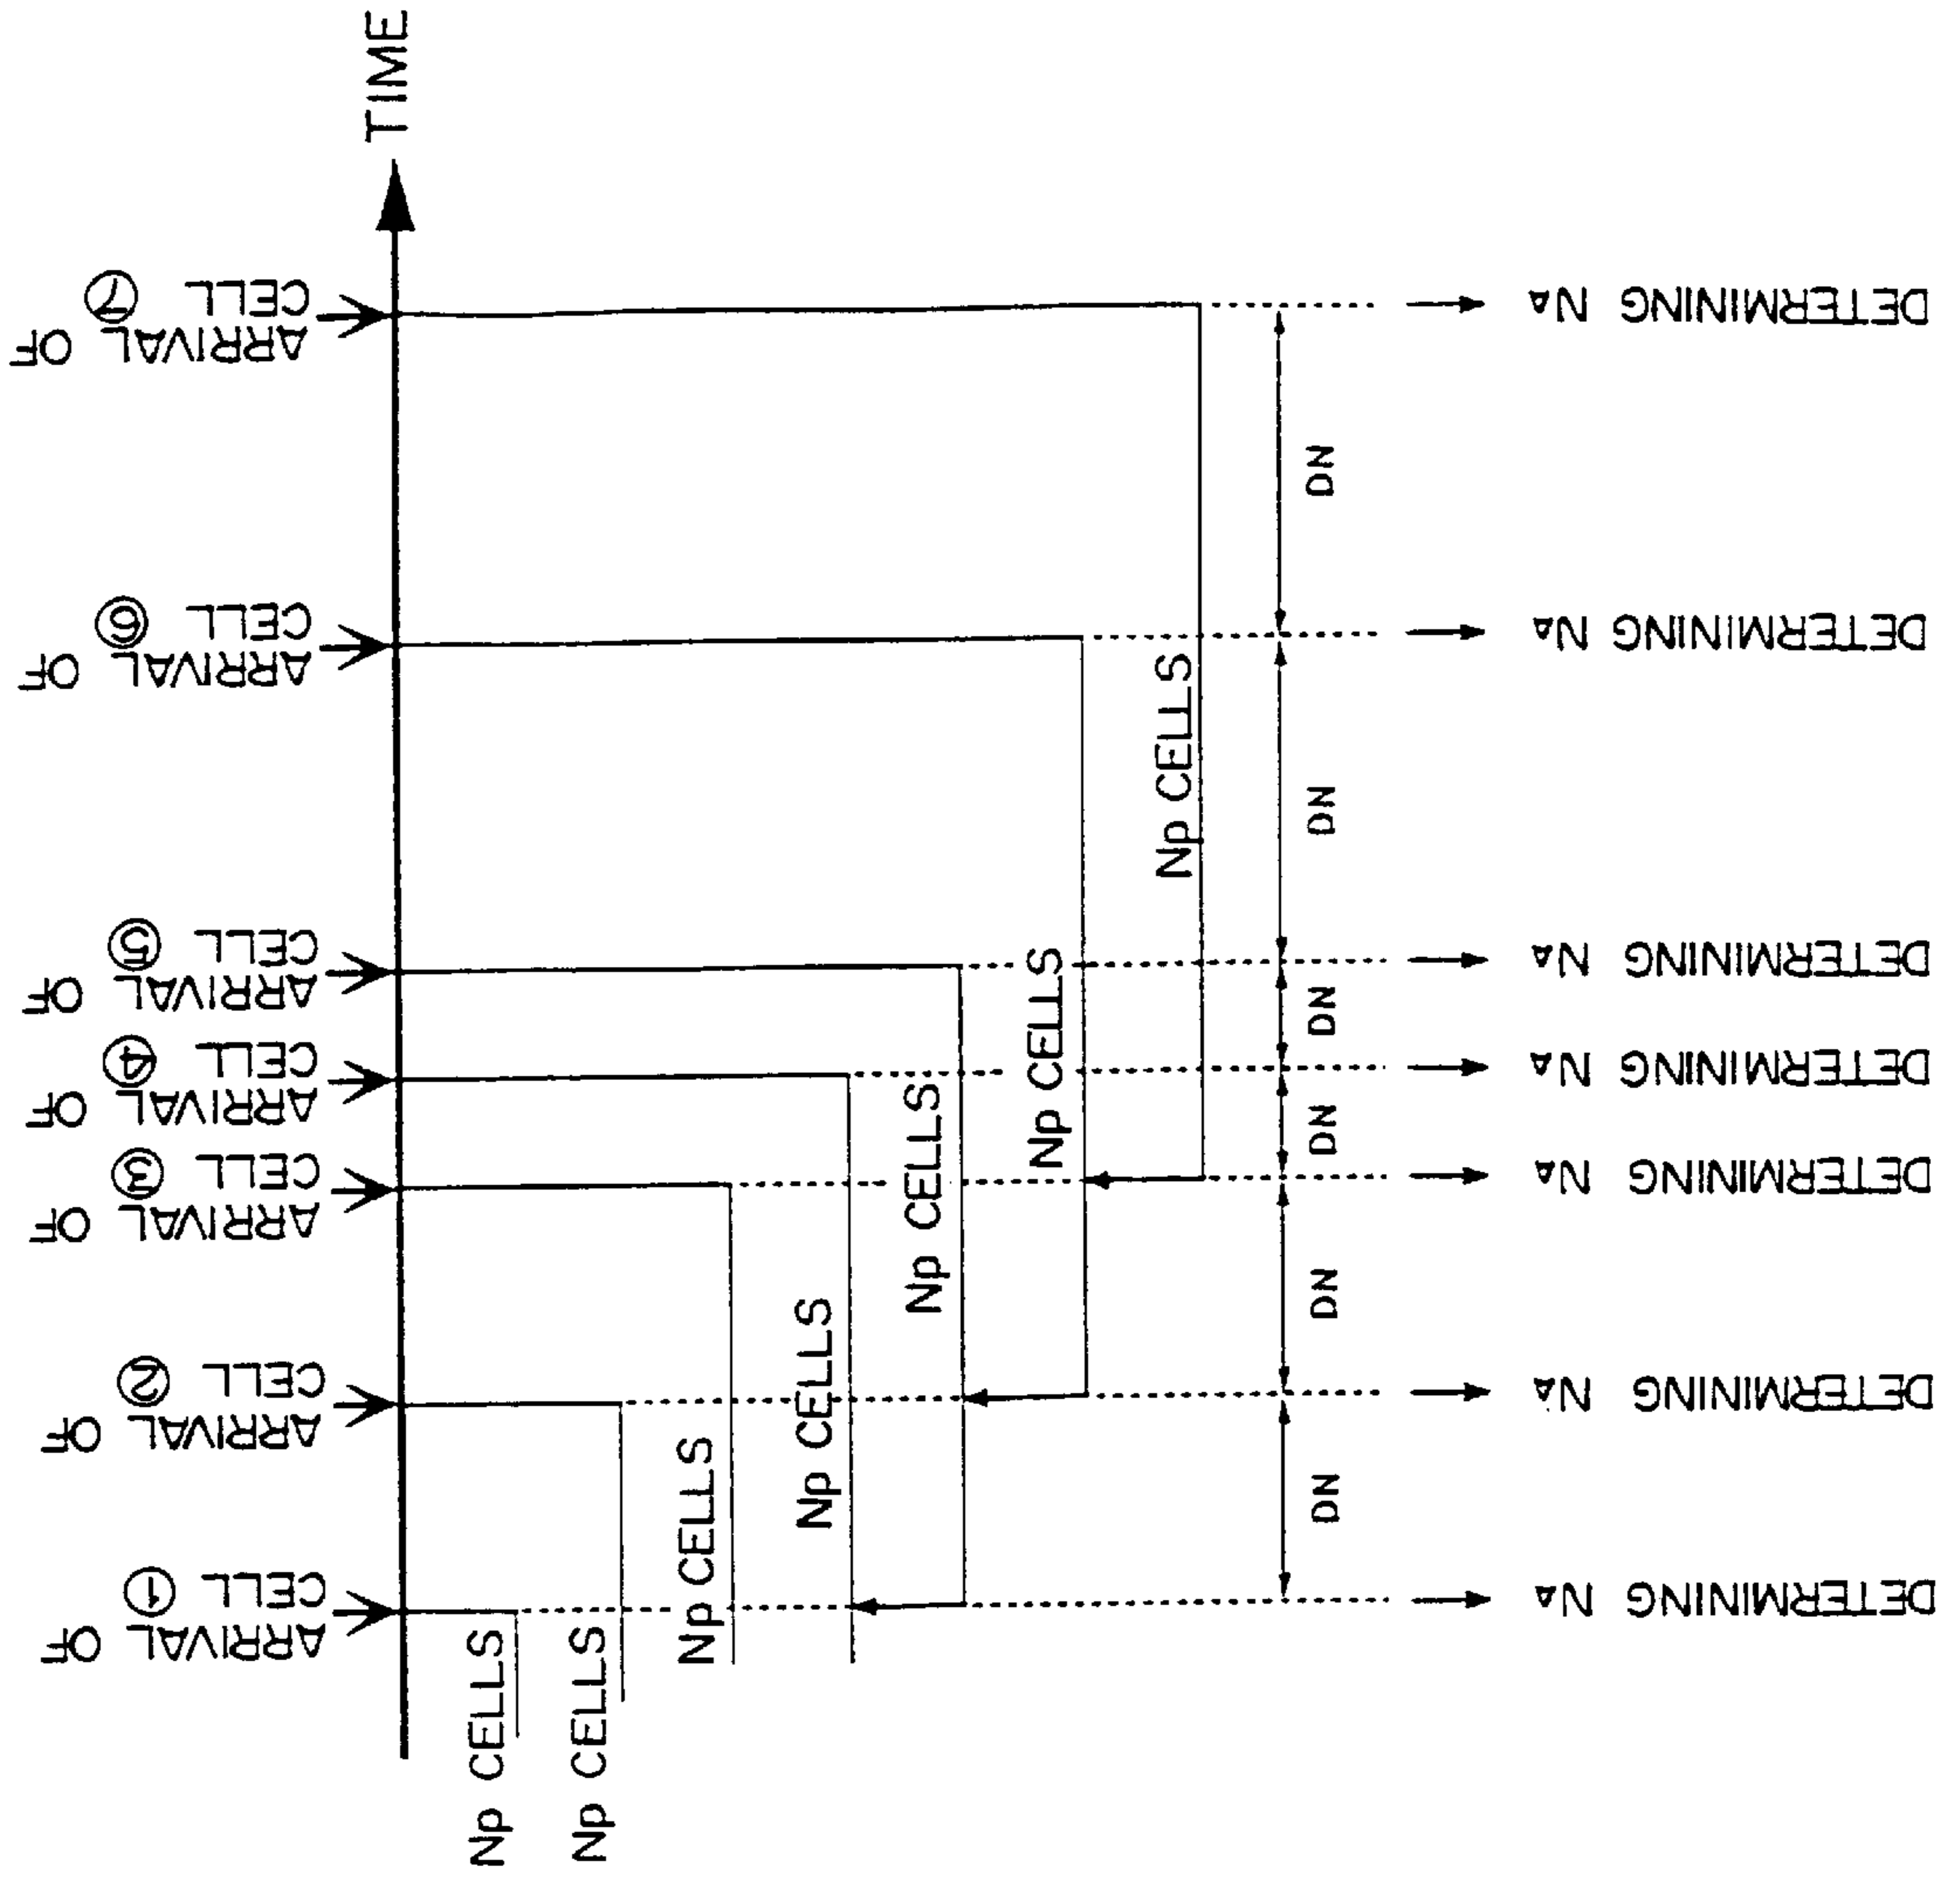 ARRIVAL OF
CELL ①
ARRIVAL OF
CELL ②
ARRIVAL OF
CELL ③
ARRIVAL OF
CELL ④
ARRIVAL OF
CELL ⑤
ARRIVAL OF
CELL ⑥
ARRIVAL OF
CELL ⑦
TIME
Np CELLS
Np CELLS
Np CELLS
Np CELLS
Np CELLS
Np CELLS
Np CELLS
DN
DN
DN
DN
DN
DN
DETERMINING Na
DETERMINING Na
DETERMINING Na
DETERMINING Na
DETERMINING Na
DETERMINING Na
DETERMINING Na